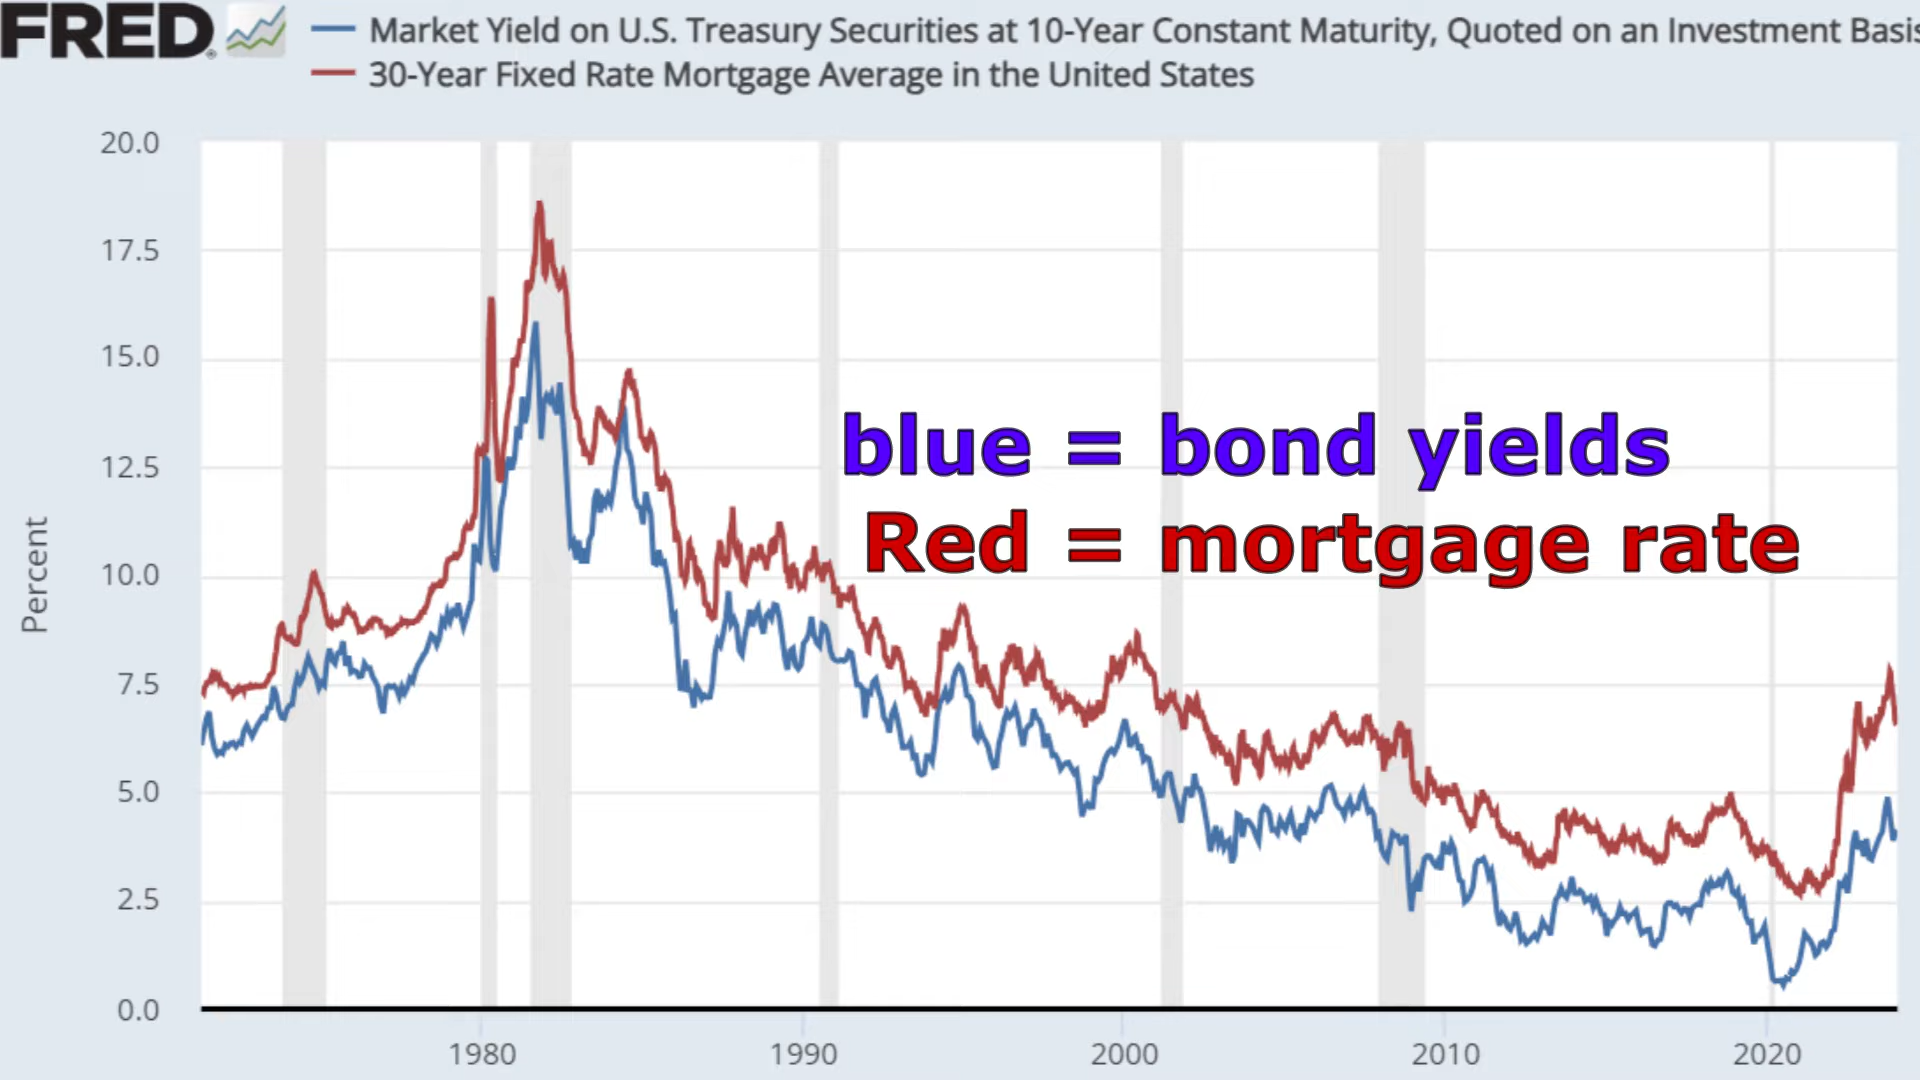 FRED
Market Yield on U.S. Treasury Securities at 10-Year Constant Maturity, Quoted on an Investment Basis
30-Year Fixed Rate Mortgage Average in the United States
20.0
17.5
15.0
12.5
10.0
7.5
5.0
2.5
0.0
Percent
blue = bond yields
Red = mortgage rate
1980 1990 2000 2010 2020